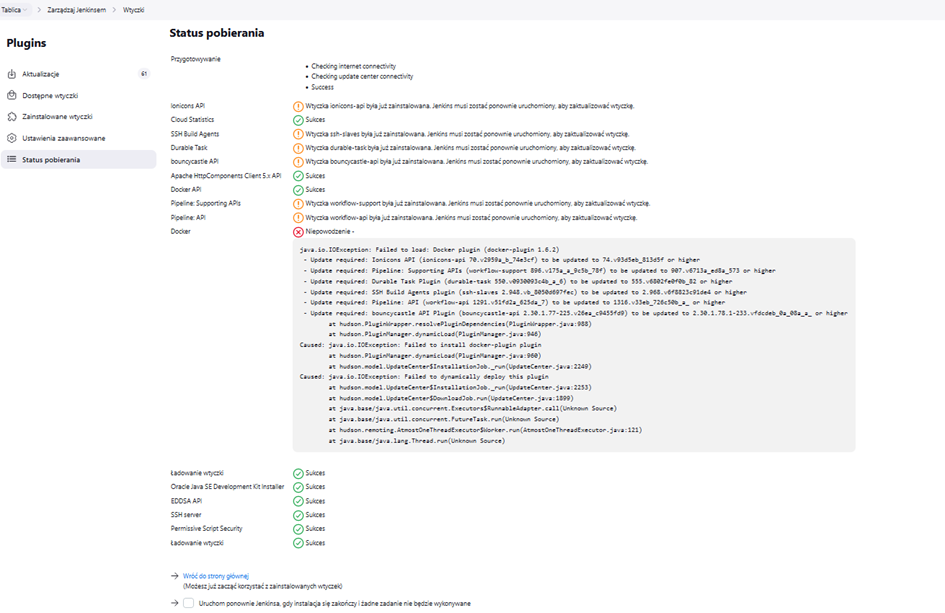 Tablica
Zarządzaj Jenkinsem
Wtyczki
Plugins
Aktualizacje
61
Dostępne wtyczki
Zainstalowane wtyczki
Ustawienia zaawansowane
Status pobierania
Status pobierania
Przygotowywanie
Checking internet connectivity
Checking update center connectivity
Success
Ionicons API Wtyczka ionicons-api była już zainstalowana. Jenkins musi zostać ponownie uruchomiony, aby zaktualizować wtyczkę.
Cloud Statistics Sukces
SSH Build Agents Wtyczka ssh-slaves była już zainstalowana. Jenkins musi zostać ponownie uruchomiony, aby zaktualizować wtyczkę.
Durable Task Wtyczka durable-task była już zainstalowana. Jenkins musi zostać ponownie uruchomiony, aby zaktualizować wtyczkę.
bouncycastle API Wtyczka bouncycastle-api była już zainstalowana. Jenkins musi zostać ponownie uruchomiony, aby zaktualizować wtyczkę.
Apache HttpComponents Client 5.x API Sukces
Docker API Sukces
Pipeline: Supporting APIs Wtyczka workflow-support była już zainstalowana. Jenkins musi zostać ponownie uruchomiony, aby zaktualizować wtyczkę.
Pipeline: API Wtyczka workflow-api była już zainstalowana. Jenkins musi zostać ponownie uruchomiony, aby zaktualizować wtyczkę.
Docker Niepowodzenie -
java.io.IOException: Failed to load: Docker plugin (docker-plugin 1.6.2)
- Update required: Ionicons API (ionicons-api 70.v2959a_b_74e3cf) to be updated to 74.v93d5eb_813d5f or higher
- Update required: Pipeline: Supporting APIs (workflow-support 896.v175a_a_9c5b_78f) to be updated to 907.v6713a_ed8a_573 or higher
- Update required: Durable Task Plugin (durable-task 550.v0930093c4b_a_6) to be updated to 555.v6802fe0f0b_82 or higher
- Update required: SSH Build Agents plugin (ssh-slaves 2.948.vb_8050d697fec) to be updated to 2.968.v6f8823c91de4 or higher
- Update required: Pipeline: API (workflow-api 1291.v51fd2a_625da_7) to be updated to 1316.v33eb_726c50b_a_ or higher
- Update required: bouncycastle API Plugin (bouncycastle-api 2.30.1.77-225.v26ea_c9455fd9) to be updated to 2.30.1.78.1-233.vfdcdeb_0a_08a_a_ or higher
at hudson.PluginWrapper.resolvePluginDependencies(PluginWrapper.java:988)
at hudson.PluginManager.dynamicLoad(PluginManager.java:946)
Caused: java.io.IOException: Failed to install docker-plugin plugin
at hudson.PluginManager.dynamicLoad(PluginManager.java:960)
at hudson.model.UpdateCenter$InstallationJob._run(UpdateCenter.java:2249)
Caused: java.io.IOException: Failed to dynamically deploy this plugin
at hudson.model.UpdateCenter$InstallationJob._run(UpdateCenter.java:2253)
at hudson.model.UpdateCenter$DownloadJob.run(UpdateCenter.java:1899)
at java.base/java.util.concurrent.Executors$RunnableAdapter.call(Unknown Source)
at java.base/java.util.concurrent.FutureTask.run(Unknown Source)
at hudson.remoting.AtmostOneThreadExecutor$Worker.run(AtmostOneThreadExecutor.java:121)
at java.base/java.lang.Thread.run(Unknown Source)
Ładowanie wtyczki Sukces
Oracle Java SE Development Kit Installer Sukces
EDDSA API Sukces
SSH server Sukces
Permissive Script Security Sukces
Ładowanie wtyczki Sukces
Wróć do strony głównej
(Możesz już zacząć korzystać z zainstalowanych wtyczek)
Uruchom ponownie Jenkinsa, gdy instalacja się zakończy i żadne zadanie nie będzie wykonywane